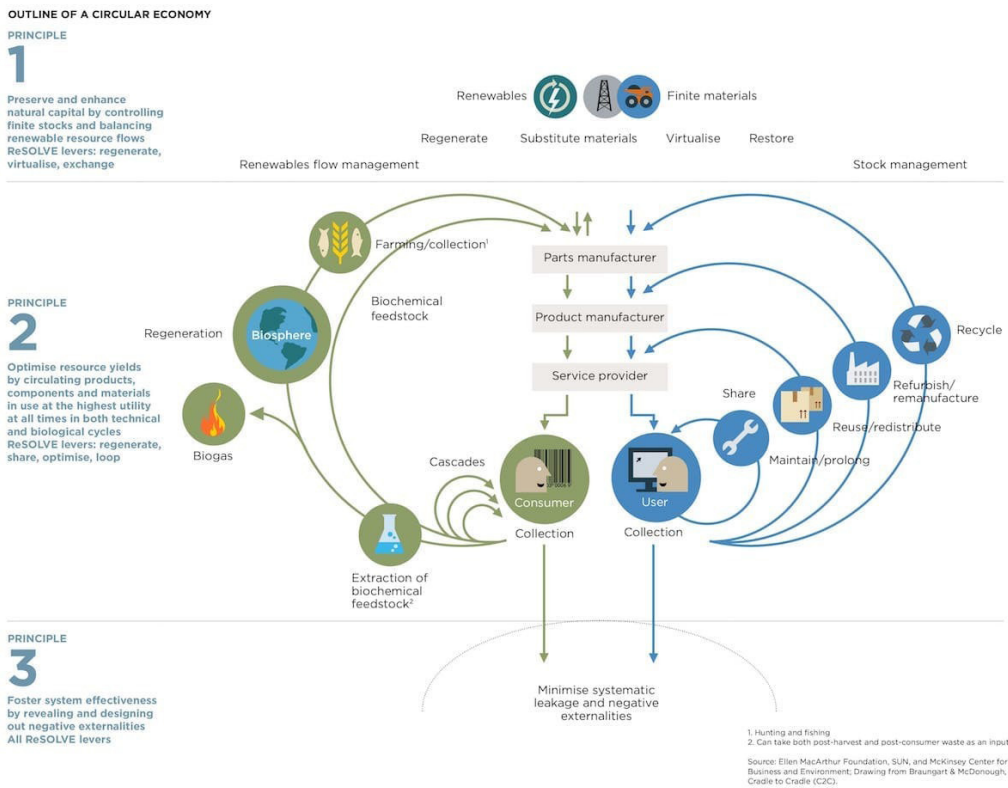 OUTLINE OF A CIRCULAR ECONOMY
PRINCIPLE
1
Preserve and enhance
natural capital by controlling
finite stocks and balancing
renewable resource flows
ReSOLVE levers: regenerate,
virtualise, exchange
Renewables
Finite materials
Regenerate
Substitute materials
Virtualise
Restore
Renewables flow management
Stock management
PRINCIPLE
2
Optimise resource yields
by circulating products,
components and materials
in use at the highest utility
at all times in both technical
and biological cycles
ReSOLVE levers: regenerate,
share, optimise, loop
Farming/collection¹
Biochemical
feedstock
Regeneration
Biosphere
Biogas
Cascades
Extraction of
biochemical
feedstock²
Parts manufacturer
Product manufacturer
Service provider
Consumer
Collection
User
Collection
Share
Maintain/prolong
Reuse/redistribute
Refurbish/
remanufacture
Recycle
PRINCIPLE
3
Foster system effectiveness
by revealing and designing
out negative externalities
All ReSOLVE levers
Minimise systematic
leakage and negative
externalities
1. Hunting and fishing
2. Can take both post-harvest and post-consumer waste as an input
Source: Ellen MacArthur Foundation, SUN, and McKinsey Center for
Business and Environment; Drawing from Braungart & McDonough,
Cradle to Cradle (C2C).